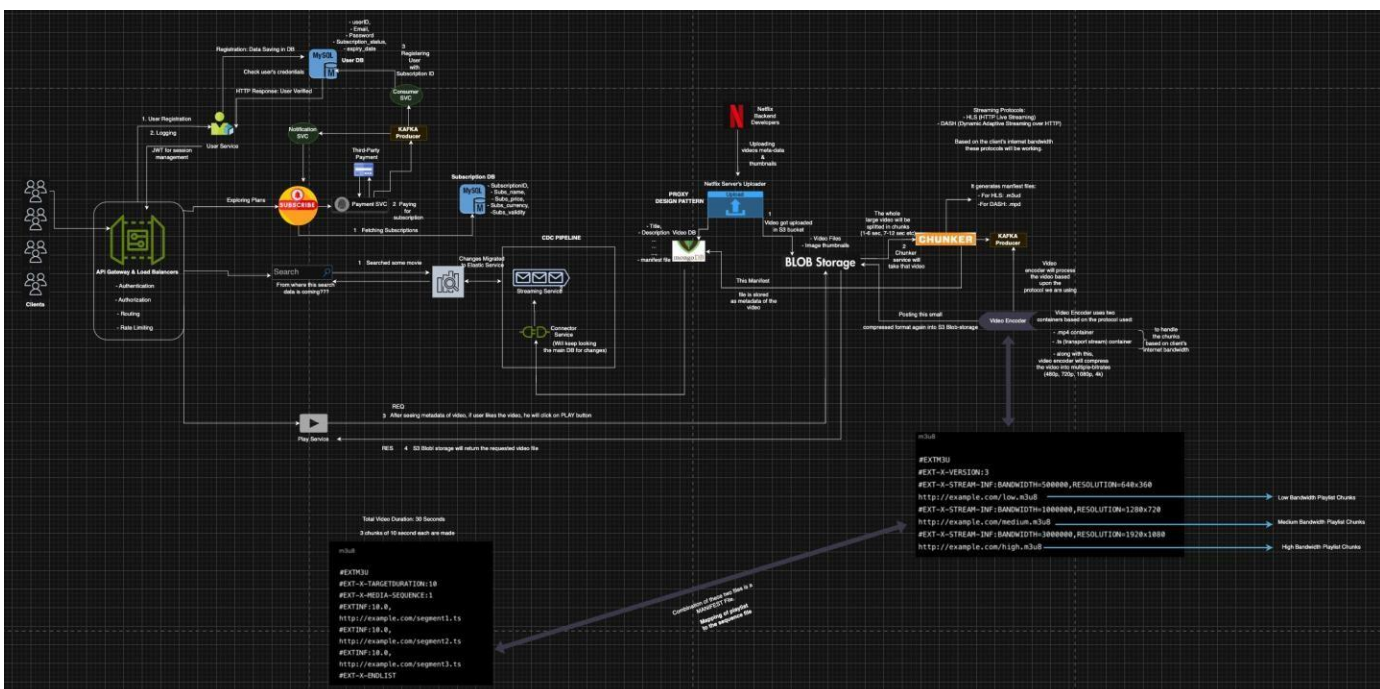 - userID,
- Email,
- Password
- Subscription_status,
- expiry_date
MySQL
User DB
Registration: Data Saving in DB
Check user's credentials
HTTP Response: User Verified
3
Registering
User
with
Subscription ID
Consumer
SVC
1. User Registration
2. Logging
User Service
JWT for session
management
Notification
SVC
KAFKA
Producer
Third-Party
Payment
Exploring Plans
SUBSCRIBE
Payment SVC
2 Paying
for
subscription
Subscription DB
MySQL
- SubscriptionID,
- Subs_name,
- Subs_price,
- Subs_currency,
- Subs_validity
1 Fetching Subscriptions
Clients
API Gateway & Load Balancers
- Authentication
- Authorization
- Routing
- Rate Limiting
Search
From where this search
data is coming???
1 Searched some movie
Changes Migrated
to Elastic Service
CDC PIPELINE
Streaming Service
Connector
Service
(Will keep looking
the main DB for changes)
N
Netflix
Backend
Developers
Uploading
videos meta-data
&
thumbnails
Netflix Server's Uploader
PROXY
DESIGN PATTERN
Upload
1
Video got uploaded
in S3 bucket
- Title,
- Description
- manifest file
Video DB
mongoDB
- Video Files
- Image thumbnails
BLOB Storage
The whole
large video will be
splitted in chunks
(1-6 sec, 7-12 sec etc)
2
Chunker
service will
take that video
CHUNKER
KAFKA
Producer
Streaming Protocols:
- HLS (HTTP Live Streaming)
- DASH (Dynamic Adaptive Streaming over HTTP)
Based on the client's internet bandwidth
these protocols will be working.
It generates manifest files:
- For HLS: .m3u8
-For DASH: .mpd
This Manifest
file is stored
as metadata of the
video
Video
encoder will process
the video based
upon the
protocol we are using
Posting this small
compressed format again into S3 Blob-storage
Video Encoder
Video Encoder uses two
containers based on the protocol used:
- .mp4 container
- .ts (transport stream) container
- along with this,
video encoder will compress
the video into multiple-bitrates
(480p, 720p, 1080p, 4k)
to handle
the chunks
based on client's
internet bandwidth
REQ
3 After seeing metadata of video, if user likes the video, he will click on PLAY button
Play Service
RES 4 S3 Blobl storage will return the requested video file
m3u8
#EXTM3U
#EXT-X-VERSION:3
#EXT-X-STREAM-INF:BANDWIDTH=500000,RESOLUTION=640x360
http://example.com/low.m3u8
#EXT-X-STREAM-INF:BANDWIDTH=1000000,RESOLUTION=1280x720
http://example.com/medium.m3u8
#EXT-X-STREAM-INF:BANDWIDTH=3000000,RESOLUTION=1920x1080
http://example.com/high.m3u8
Low Bandwidth Playlist Chunks
Medium Bandwidth Playlist Chunks
High Bandwidth Playlist Chunks
Total Video Duration: 30 Seconds
3 chunks of 10 second each are made
m3u8
#EXTM3U
#EXT-X-TARGETDURATION:10
#EXT-X-MEDIA-SEQUENCE:1
#EXTINF:10.0,
http://example.com/segment1.ts
#EXTINF:10.0,
http://example.com/segment2.ts
#EXTINF:10.0,
http://example.com/segment3.ts
#EXT-X-ENDLIST
Combination of these two files is a
MANIFEST File.
Mapping of playlist
to the sequence file